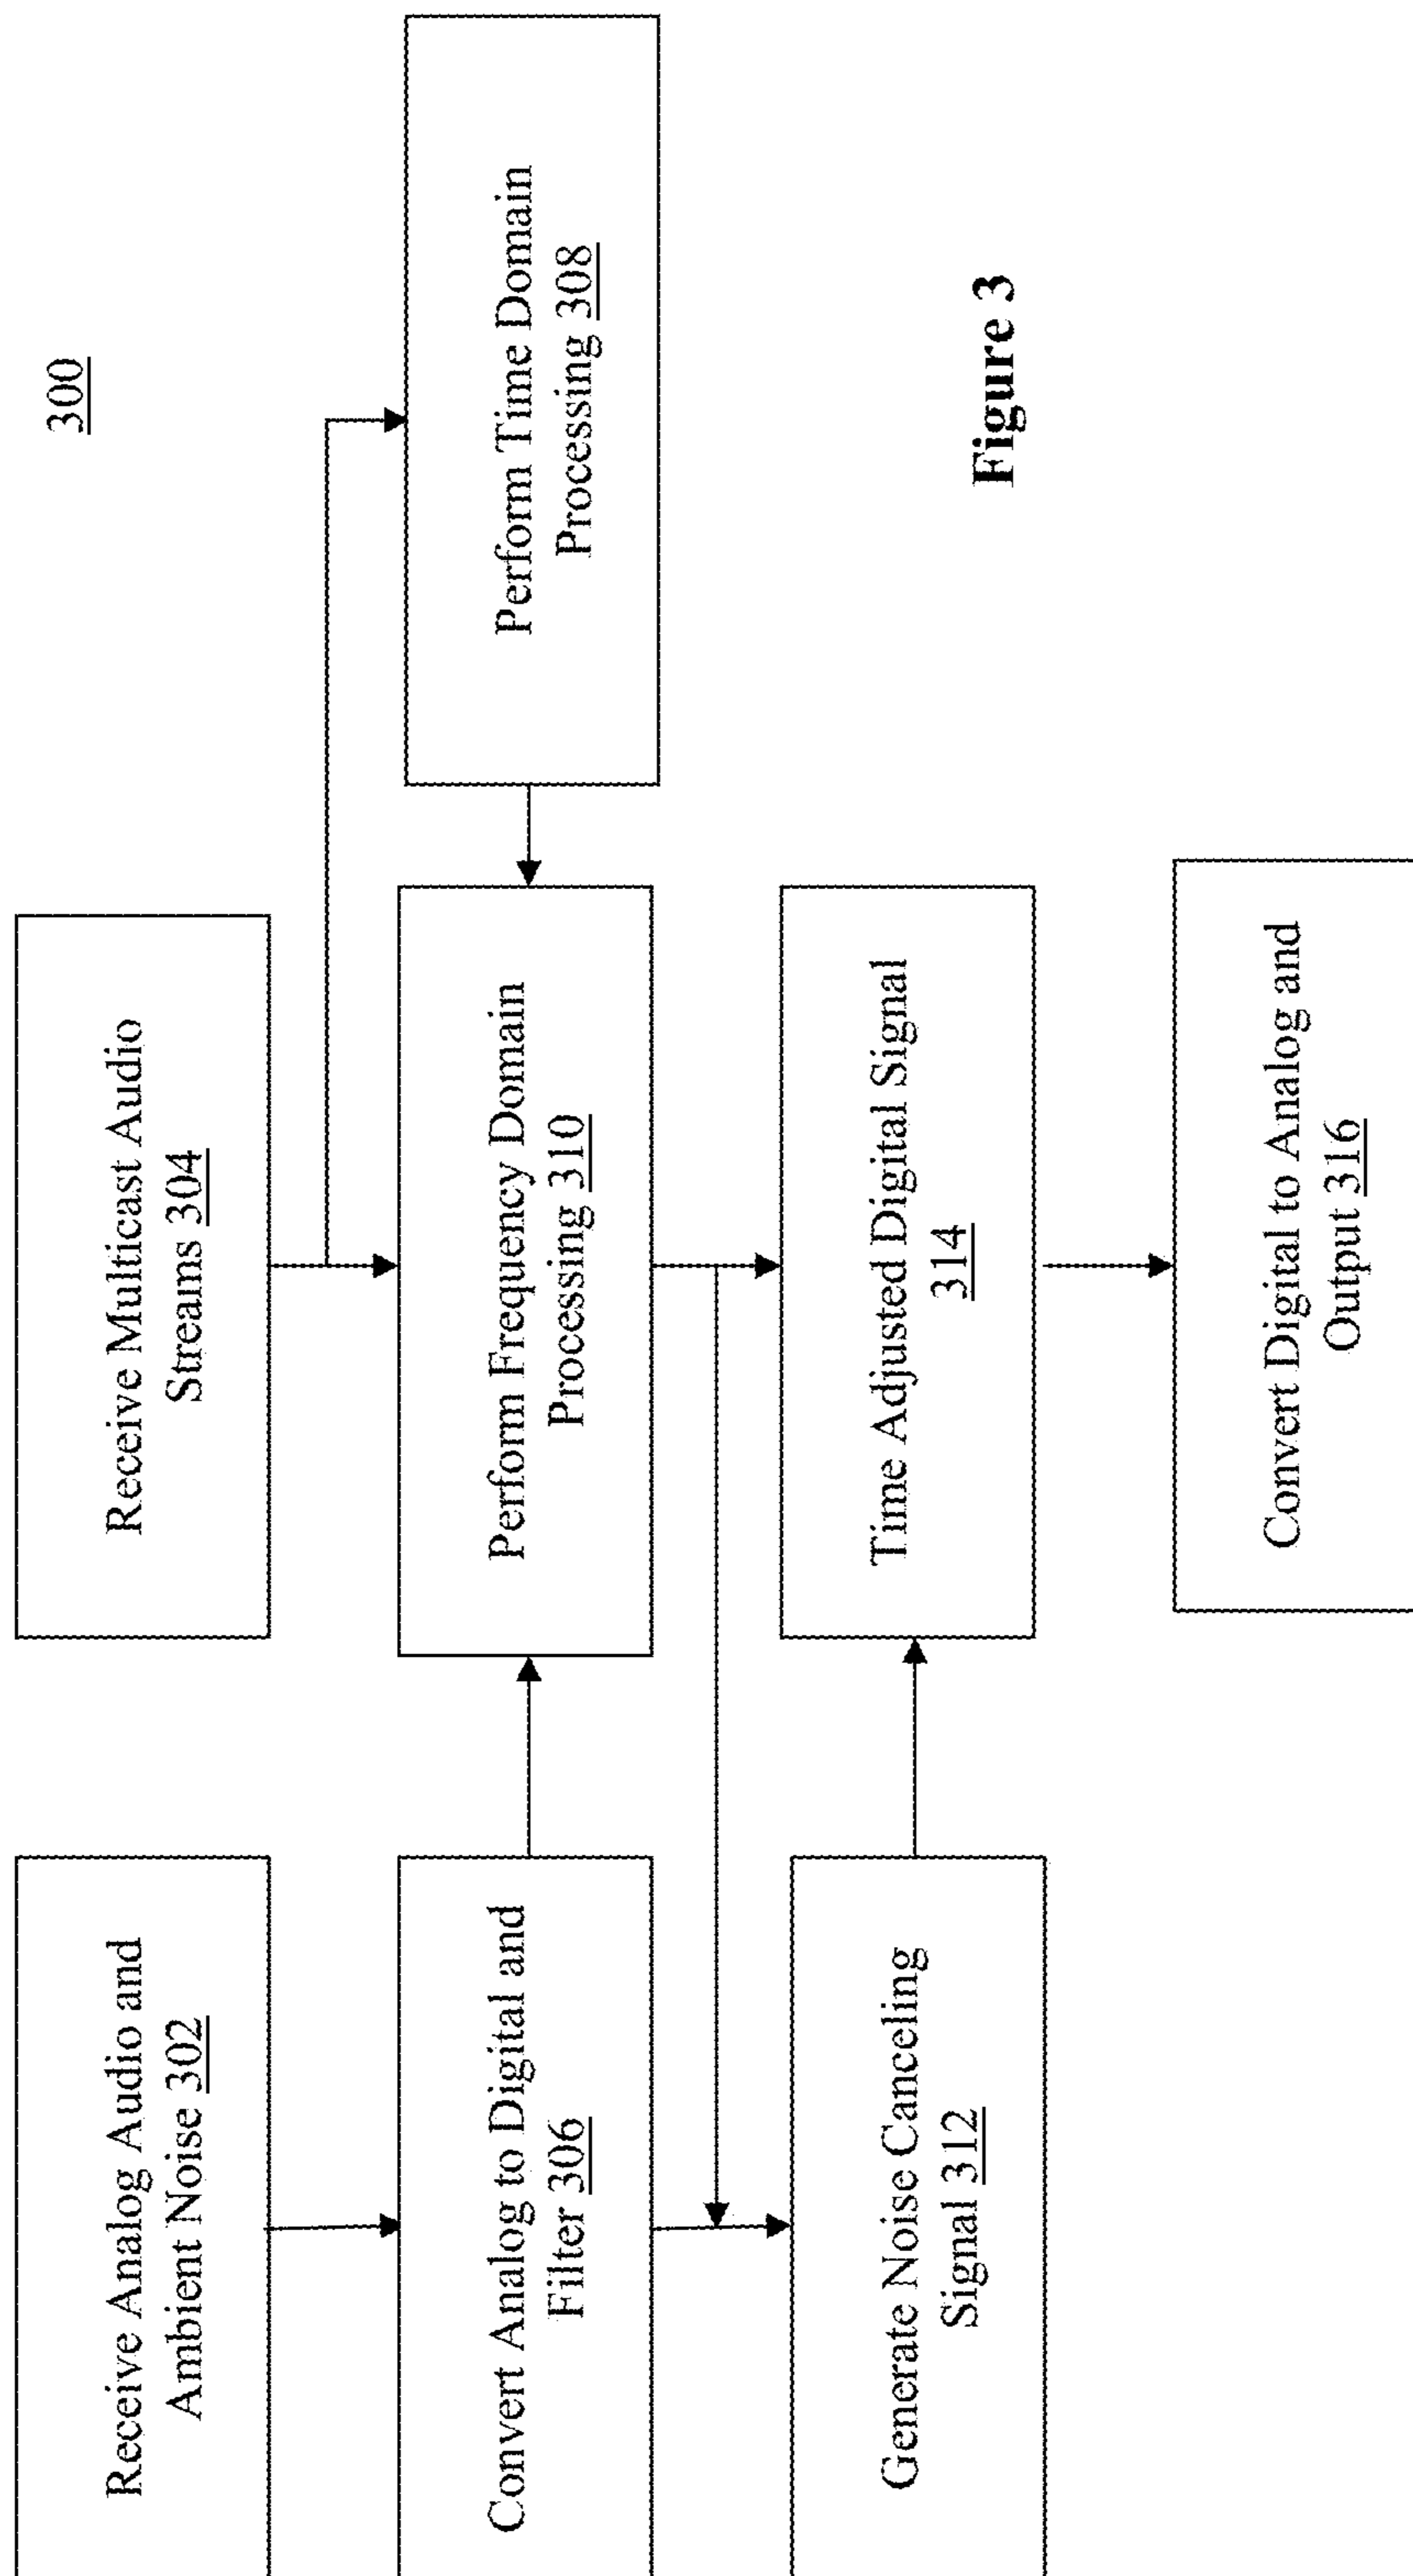 300
Receive Analog Audio and
Ambient Noise 302
Receive Multicast Audio
Streams 304
Convert Analog to Digital and
Filter 306
Perform Frequency Domain
Processing 310
Perform Time Domain
Processing 308
Generate Noise Canceling
Signal 312
Time Adjusted Digital Signal
314
Convert Digital to Analog and
Output 316
Figure 3